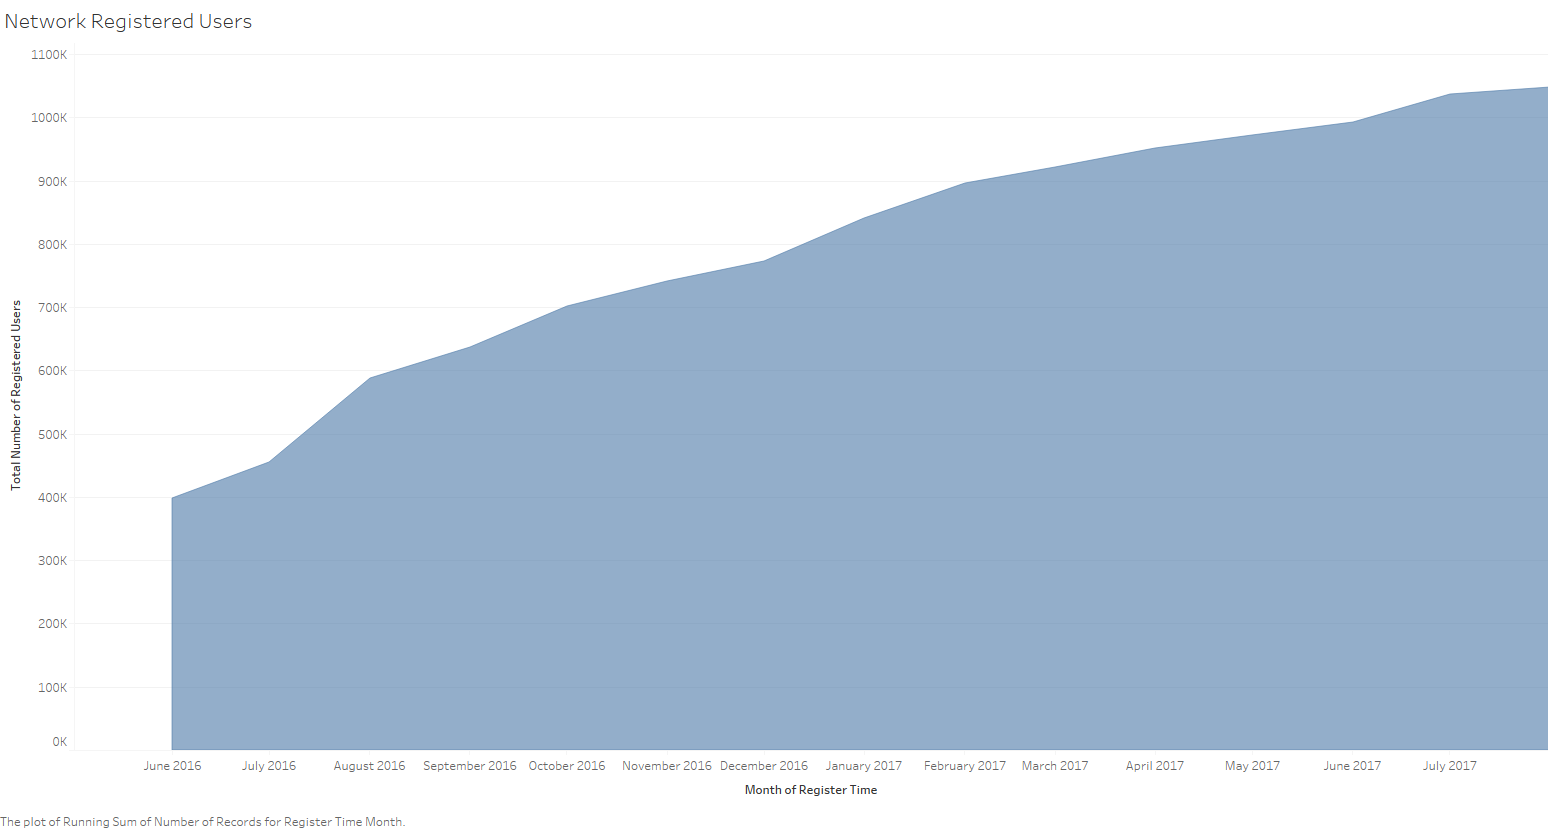 Network Registered Users
1100K
1000K
900K
800K
700K
600K
500K
400K
300K
200K
100K
0K
Total Number of Registered Users
June 2016 July 2016 August 2016 September 2016 October 2016 November 2016 December 2016 January 2017 February 2017 March 2017 April 2017 May 2017 June 2017 July 2017
Month of Register Time
The plot of Running Sum of Number of Records for Register Time Month.